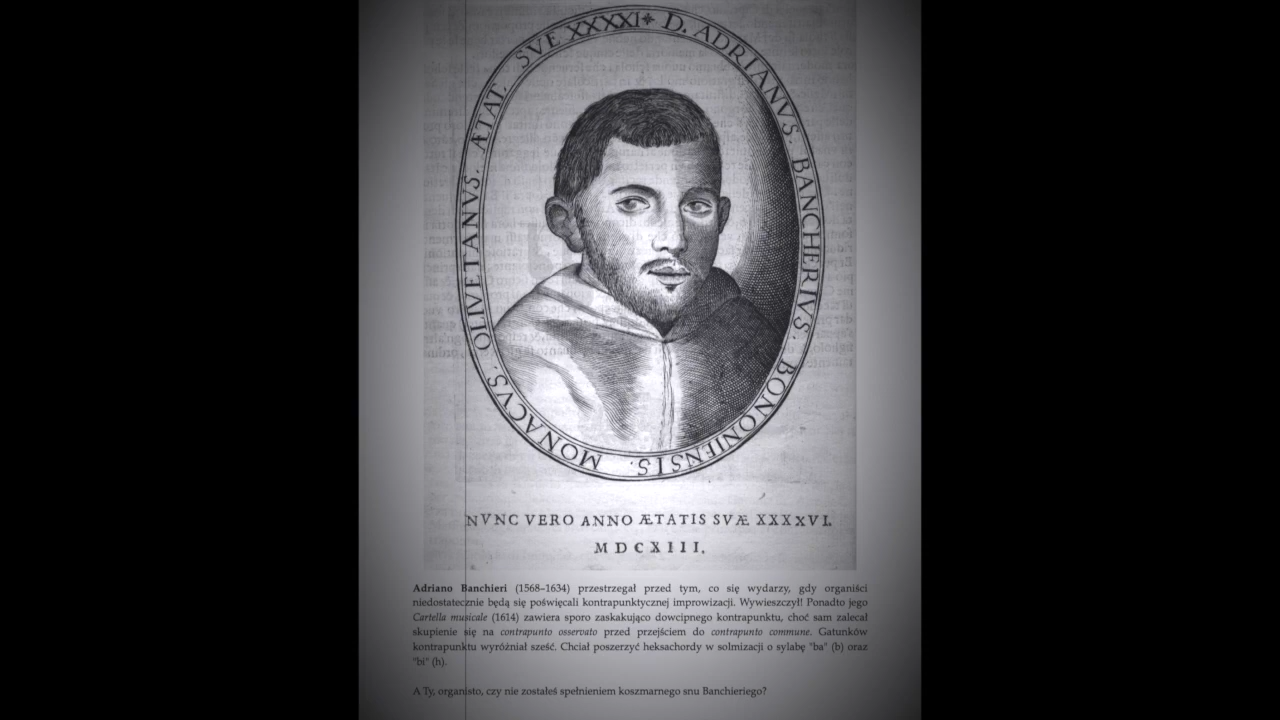 D. ADRIANVS. BANCHERIVS. BONONIENSIS. MONACVS. OLIVETANVS. ÆTAT. SVE XXXXI
NVNC VERO ANNO ÆTATIS SVÆ XXXXVI.
MDCXIII.
Adriano Banchieri (1568–1634) przestrzegał przed tym, co się wydarzy, gdy organiści
niedostatecznie będą się poświęcali kontrapunktycznej improwizacji. Wywieszczył! Ponadto jego
Cartella musicale (1614) zawiera sporo zaskakująco dowcipnego kontrapunktu, choć sam zalecał
skupienie się na contrapunto osservato przed przejściem do contrapunto commune. Gatunków
kontrapunktu wyróżniał sześć. Chciał poszerzyć heksachordy w solmizacji o sylabę "ba" (b) oraz
"bi" (h).
A Ty, organisto, czy nie zostałeś spełnieniem koszmarnego snu Banchieriego?